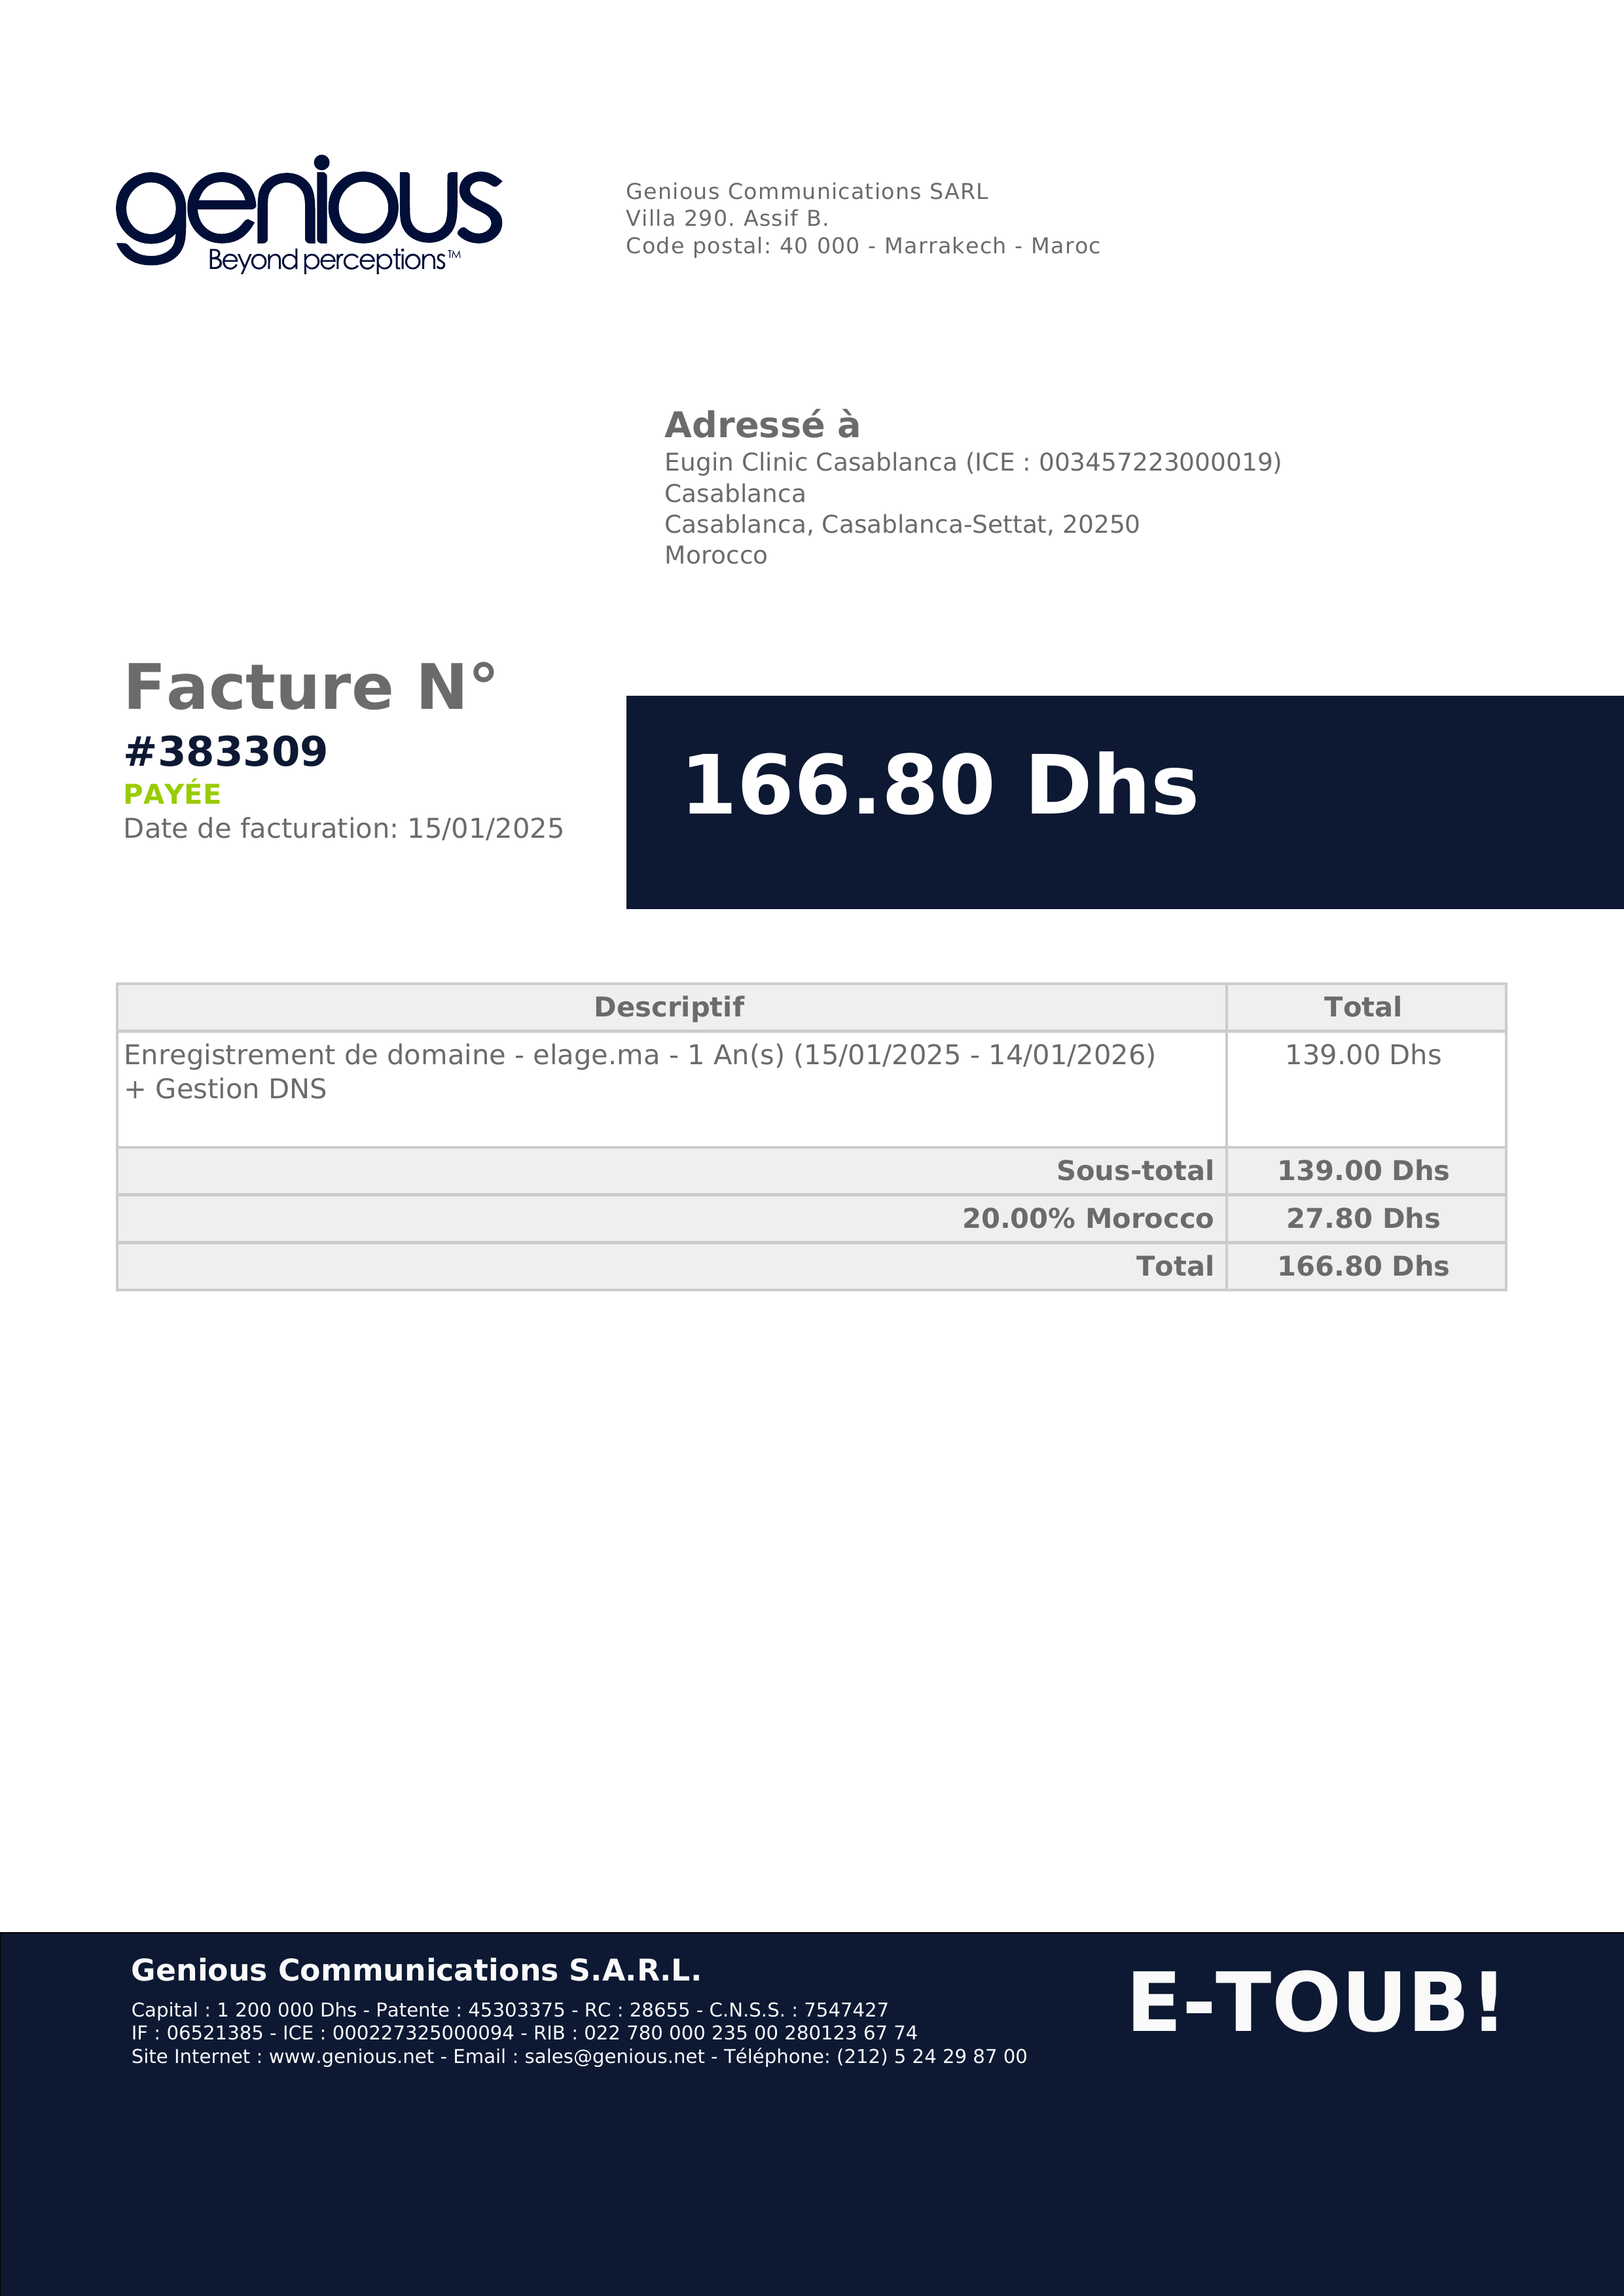 genious
Beyond perceptions™
Genious Communications SARL
Villa 290. Assif B.
Code postal: 40 000 - Marrakech - Maroc
Adressé à
Eugin Clinic Casablanca (ICE : 003457223000019)
Casablanca
Casablanca, Casablanca-Settat, 20250
Morocco
Facture N°
#383309
PAYÉE
Date de facturation: 15/01/2025
166.80 Dhs
Descriptif Total
Enregistrement de domaine - elage.ma - 1 An(s) (15/01/2025 - 14/01/2026) 139.00 Dhs
+ Gestion DNS
Sous-total 139.00 Dhs
20.00% Morocco 27.80 Dhs
Total 166.80 Dhs
Genious Communications S.A.R.L.
Capital : 1 200 000 Dhs - Patente : 45303375 - RC : 28655 - C.N.S.S. : 7547427
IF : 06521385 - ICE : 000227325000094 - RIB : 022 780 000 235 00 280123 67 74
Site Internet : www.genious.net - Email : sales@genious.net - Téléphone: (212) 5 24 29 87 00
E-TOUB!